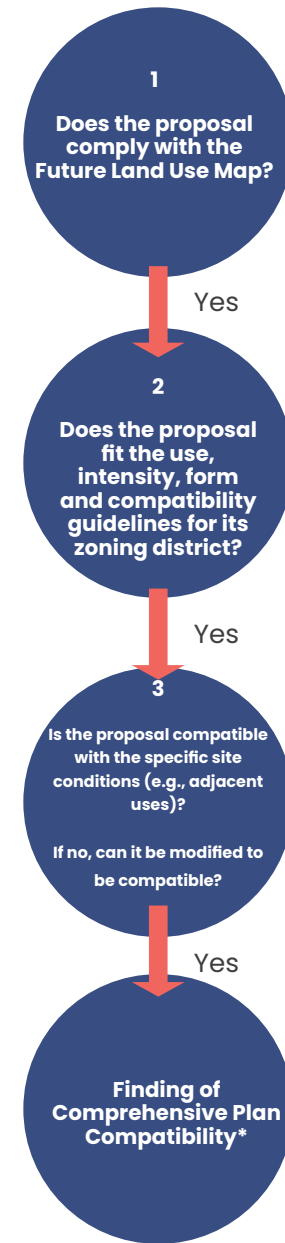 1
Does the proposal
comply with the
Future Land Use Map?
Yes
2
Does the proposal
fit the use,
intensity, form
and compatibility
guidelines for its
zoning district?
Yes
3
Is the proposal compatible
with the specific site
conditions (e.g., adjacent
uses)?
If no, can it be modified to
be compatible?
Yes
Finding of
Comprehensive Plan
Compatibility*